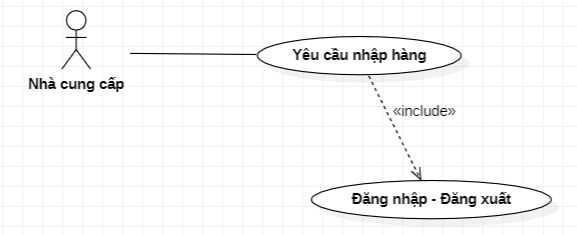 Yêu cầu nhập hàng
Nhà cung cấp
«include»
Đăng nhập - Đăng xuất